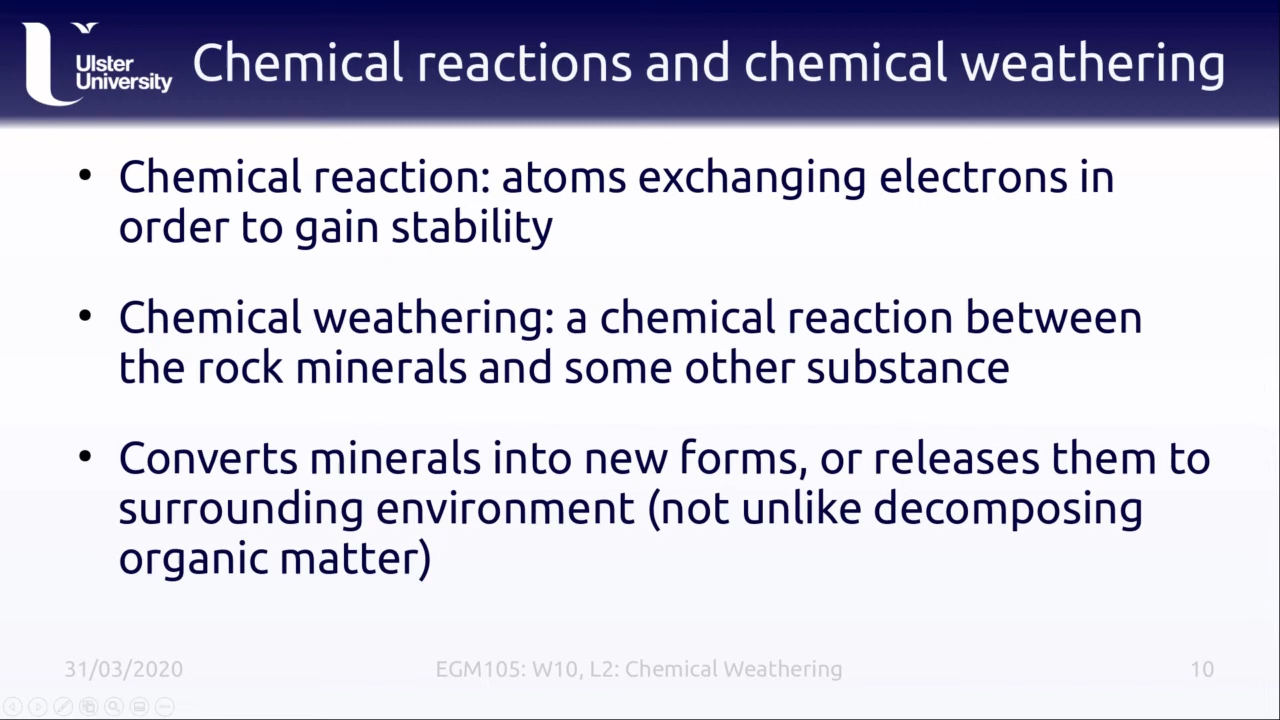 Ulster
University
Chemical reactions and chemical weathering
• Chemical reaction: atoms exchanging electrons in
order to gain stability
• Chemical weathering: a chemical reaction between
the rock minerals and some other substance
• Converts minerals into new forms, or releases them to
surrounding environment (not unlike decomposing
organic matter)
31/03/2020 EGM105: W10, L2: Chemical Weathering 10